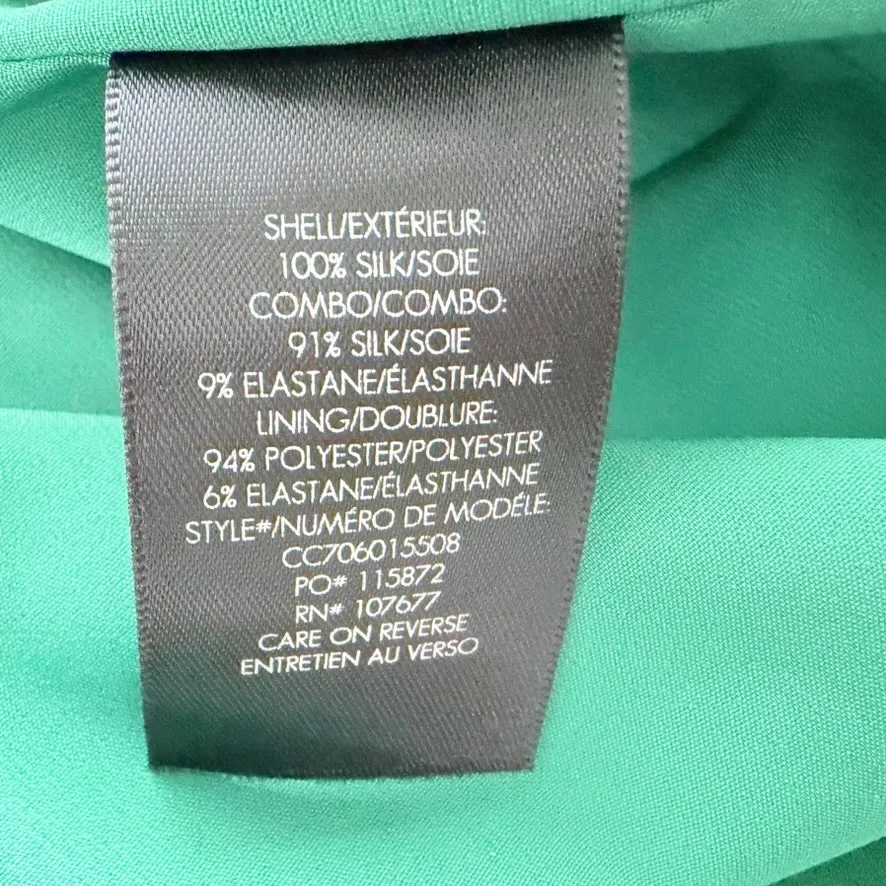 SHELL/EXTÉRIEUR:
100% SILK/SOIE
COMBO/COMBO:
91% SILK/SOIE
9% ELASTANE/ÉLASTHANNE
LINING/DOUBLURE:
94% POLYESTER/POLYESTER
6% ELASTANE/ÉLASTHANNE
STYLE#/NUMÉRO DE MODÉLE:
CC706015508
PO# 115872
RN# 107677
CARE ON REVERSE
ENTRETIEN AU VERSO